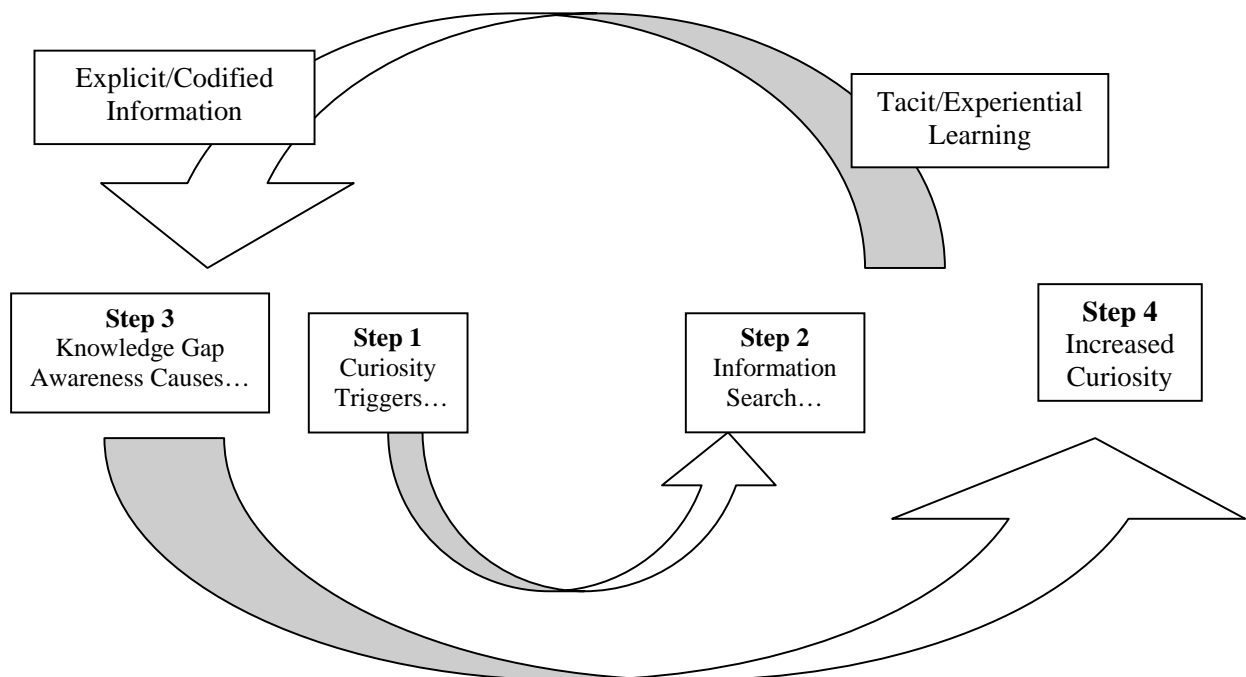 Explicit/Codified
Information
Tacit/Experiential
Learning
Step 3
Knowledge Gap
Awareness Causes…
Step 1
Curiosity
Triggers…
Step 2
Information
Search…
Step 4
Increased
Curiosity